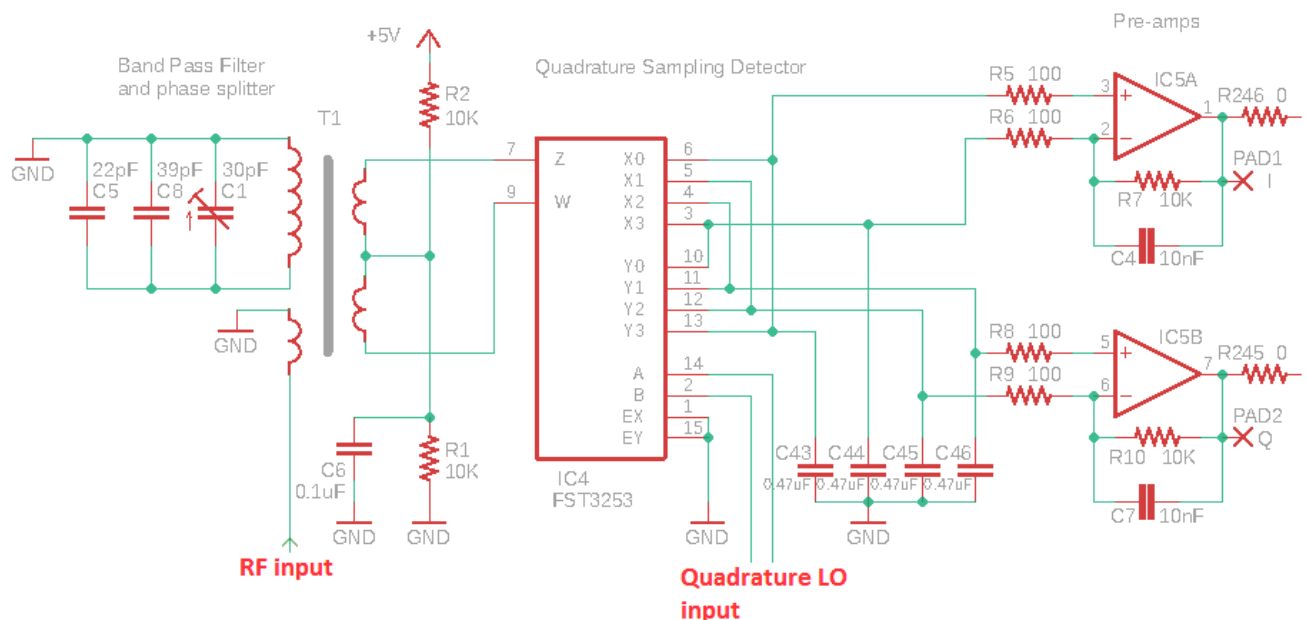 Pre-amps
+5V
Band Pass Filter
and phase splitter
Quadrature Sampling Detector
T1
R2
10K
GND
22pF
C5
39pF
C8
30pF
C1
GND
C6
0.1uF
GND
R1
10K
GND
RF input
7
Z
9
W
X0
6
X1
5
X2
4
X3
3
Y0
10
Y1
11
Y2
12
Y3
13
A
14
B
2
EX
1
EY
15
IC4
FST3253
GND
Quadrature LO
input
R5 100
R6 100
3
+
2
−
IC5A
1
R246 0
PAD1
I
R7 10K
C4 10nF
R8 100
R9 100
5
+
6
−
IC5B
7
R245 0
PAD2
Q
R10 10K
C7 10nF
C43
0.47uF
C44
0.47uF
C45
0.47uF
C46
0.47uF
GND